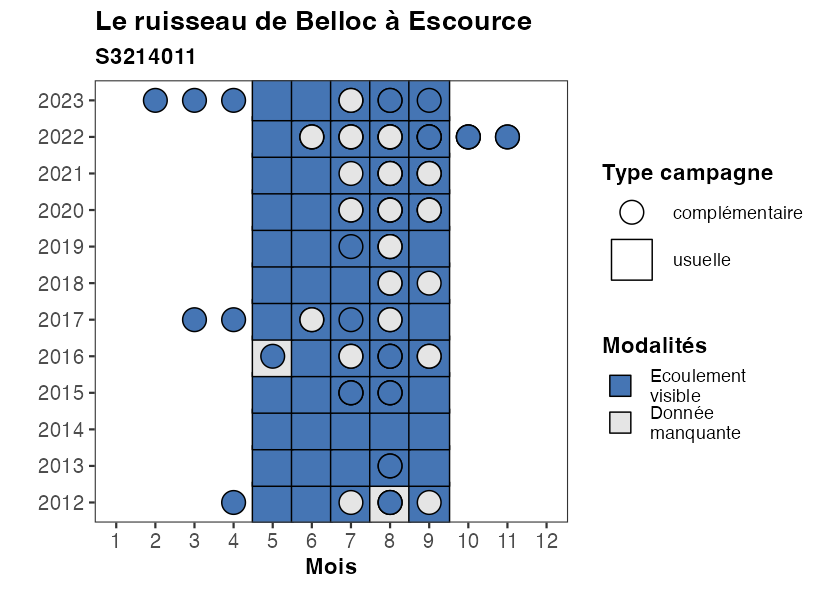 Le ruisseau de Belloc à Escource
S3214011
2023
2022
2021
2020
2019
2018
2017
2016
2015
2014
2013
2012
1 2 3 4 5 6 7 8 9 10 11 12
Mois
Type campagne
complémentaire
usuelle
Modalités
Ecoulement
visible
Donnée
manquante